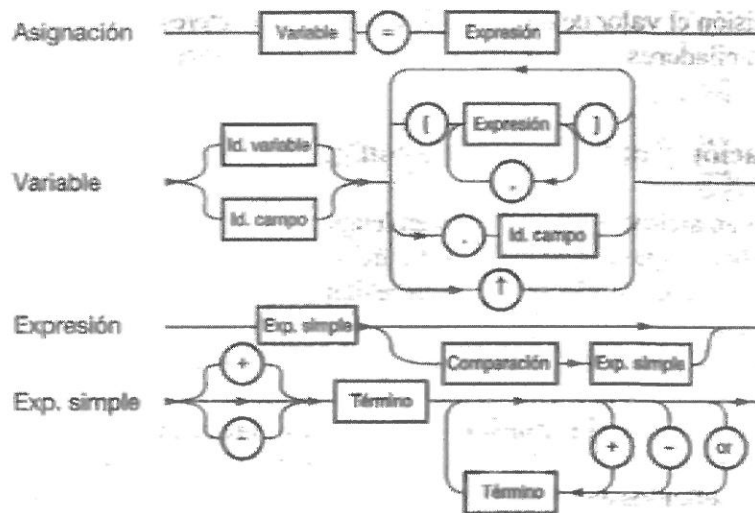 Asignación Variable = Expresión
[ Expresión ]
Id. variable
,
Variable
Id. campo
. Id. campo
↑
Expresión Exp. simple
Comparación Exp. simple
+
Exp. simple Término
- + - or
Término